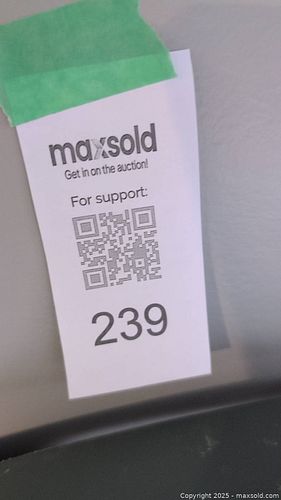 maxsold
Get in on the auction!
For support:
239
Copyright © 2025 - maxsold.com